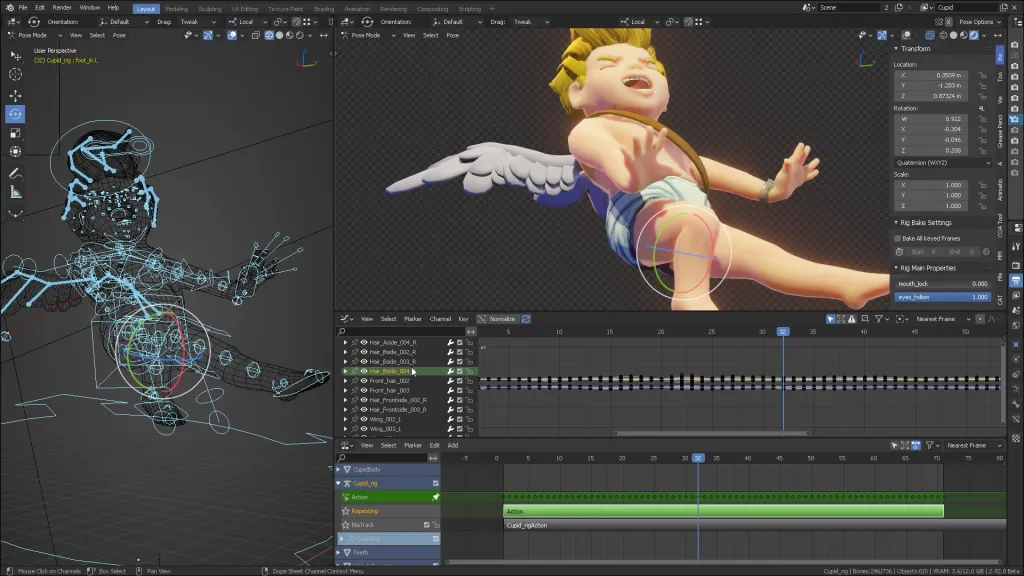 File Edit Render Window Help Layout Modeling Sculpting UV Editing Texture Paint Shading Animation Rendering Compositing Scripting Scene 2 Cupid
Orientation: Default Drag: Tweak Local Orientation: Default Drag: Tweak Local Pose Options
Pose Mode View Select Pose Pose Mode View Select Pose
User Perspective
(32) Cupid_rig : foot_ik.L
Transform
Location:
X 0.3509 m
Y -1.203 m
Z 0.87324 m
Rotation:
W 0.922
X -0.304
Y -0.046
Z 0.208
Quaternion (WXYZ)
Scale:
X 1.000
Y 1.000
Z 1.000
Rig Bake Settings
Bake All Keyed Frames
Start 0 End 0
Rig Main Properties
mouth_lock 0.000
eyes_follow 1.000
Grease Pencil
Animatio
CGA Tool
MM
CAT
View Select Marker Channel Key Normalize Nearest Frame
5 10 15 20 25 32 40 45 50
Hair_Aside_004_R
Hair_Bside_002_R
Hair_Bside_003_R
Hair_Bside_004
Front_hair_002
Front_hair_003
Hair_Frontside_002_R
Hair_Frontside_003_R
Wing_002_L
Wing_003_L
View Select Marker Edit Add Nearest Frame
-5 0 5 10 15 20 25 32 40 45 50 55 60 65 70 75 80
CupidBody
Cupid_rig
Action
Action
NlaTrack
Cupid_rigAction
Teeth
Mouse Click on Channels Box Select Pan View Dope Sheet Channel Context Menu Cupid_rig | Bones:246/736 | Objects:0/0 | VRAM: 3.6/12.0 GiB | 2.92.0 Beta